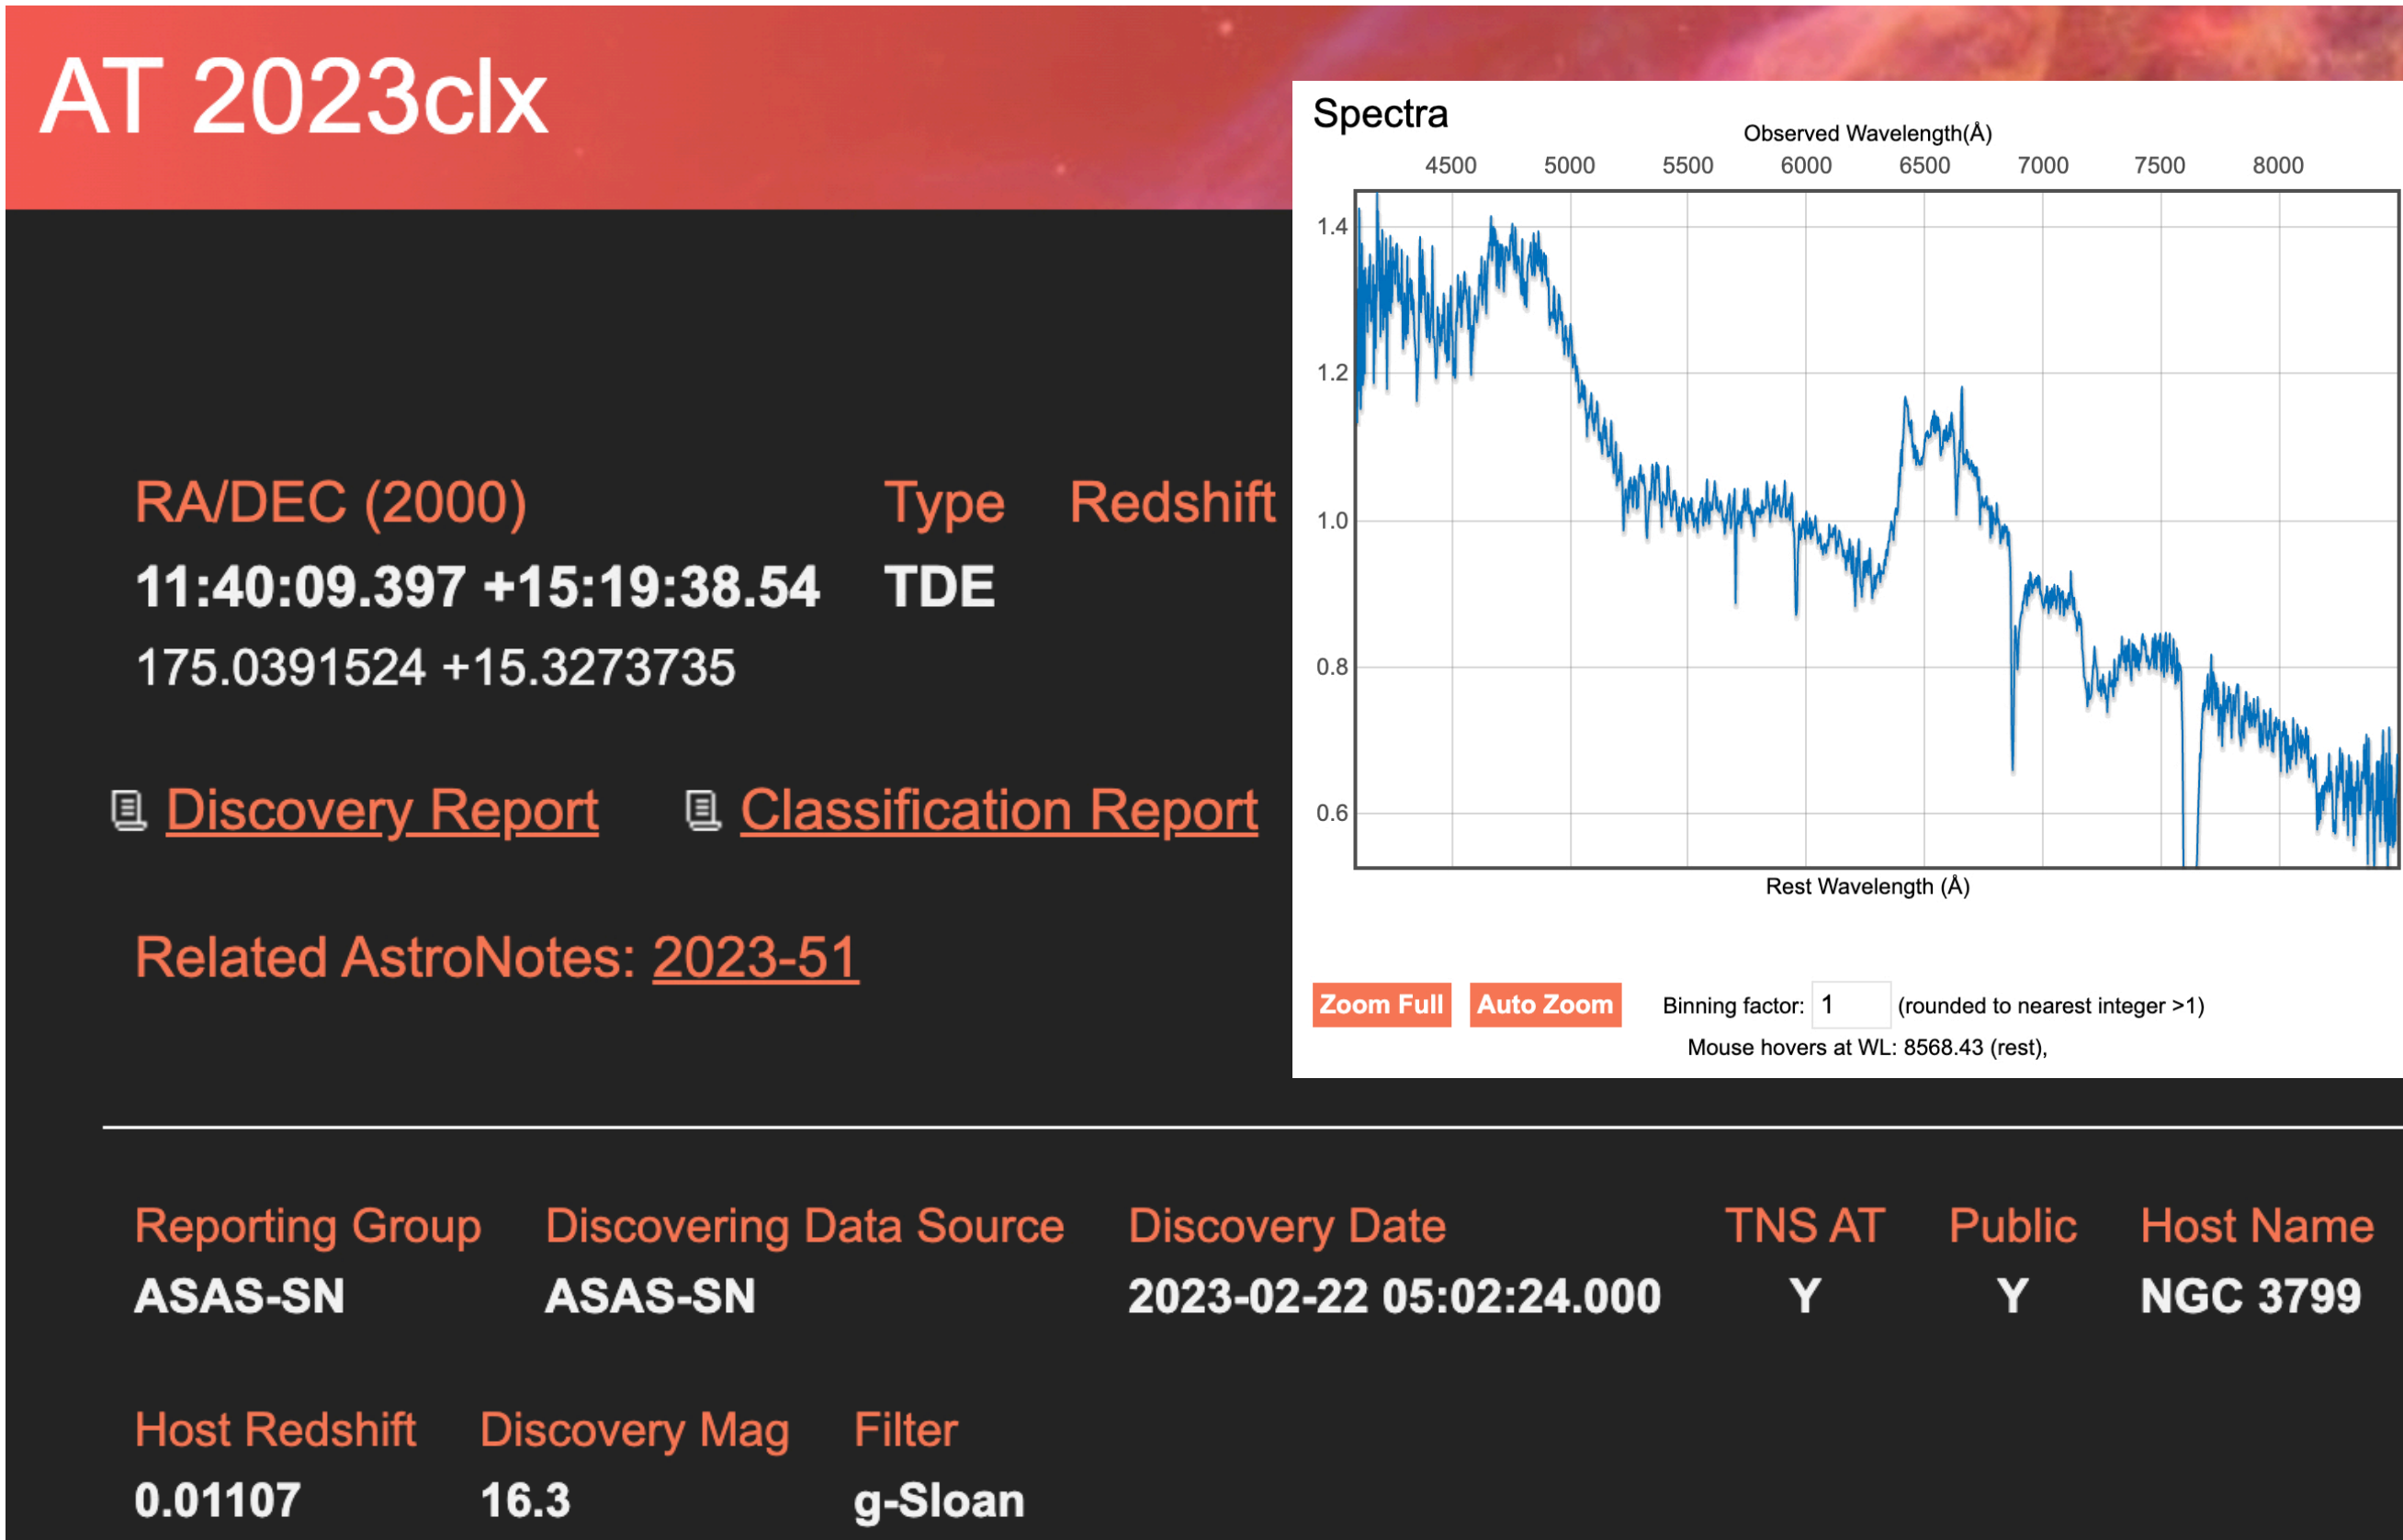 AT 2023clx
Spectra
Observed Wavelength(Å)
4500 5000 5500 6000 6500 7000 7500 8000
1.4
1.2
1.0
0.8
0.6
Rest Wavelength (Å)
Zoom Full Auto Zoom Binning factor: 1 (rounded to nearest integer >1)
Mouse hovers at WL: 8568.43 (rest),
RA/DEC (2000) Type Redshift
11:40:09.397 +15:19:38.54 TDE
175.0391524 +15.3273735
Discovery Report Classification Report
Related AstroNotes: 2023-51
Reporting Group Discovering Data Source Discovery Date TNS AT Public Host Name
ASAS-SN ASAS-SN 2023-02-22 05:02:24.000 Y Y NGC 3799
Host Redshift Discovery Mag Filter
0.01107 16.3 g-Sloan